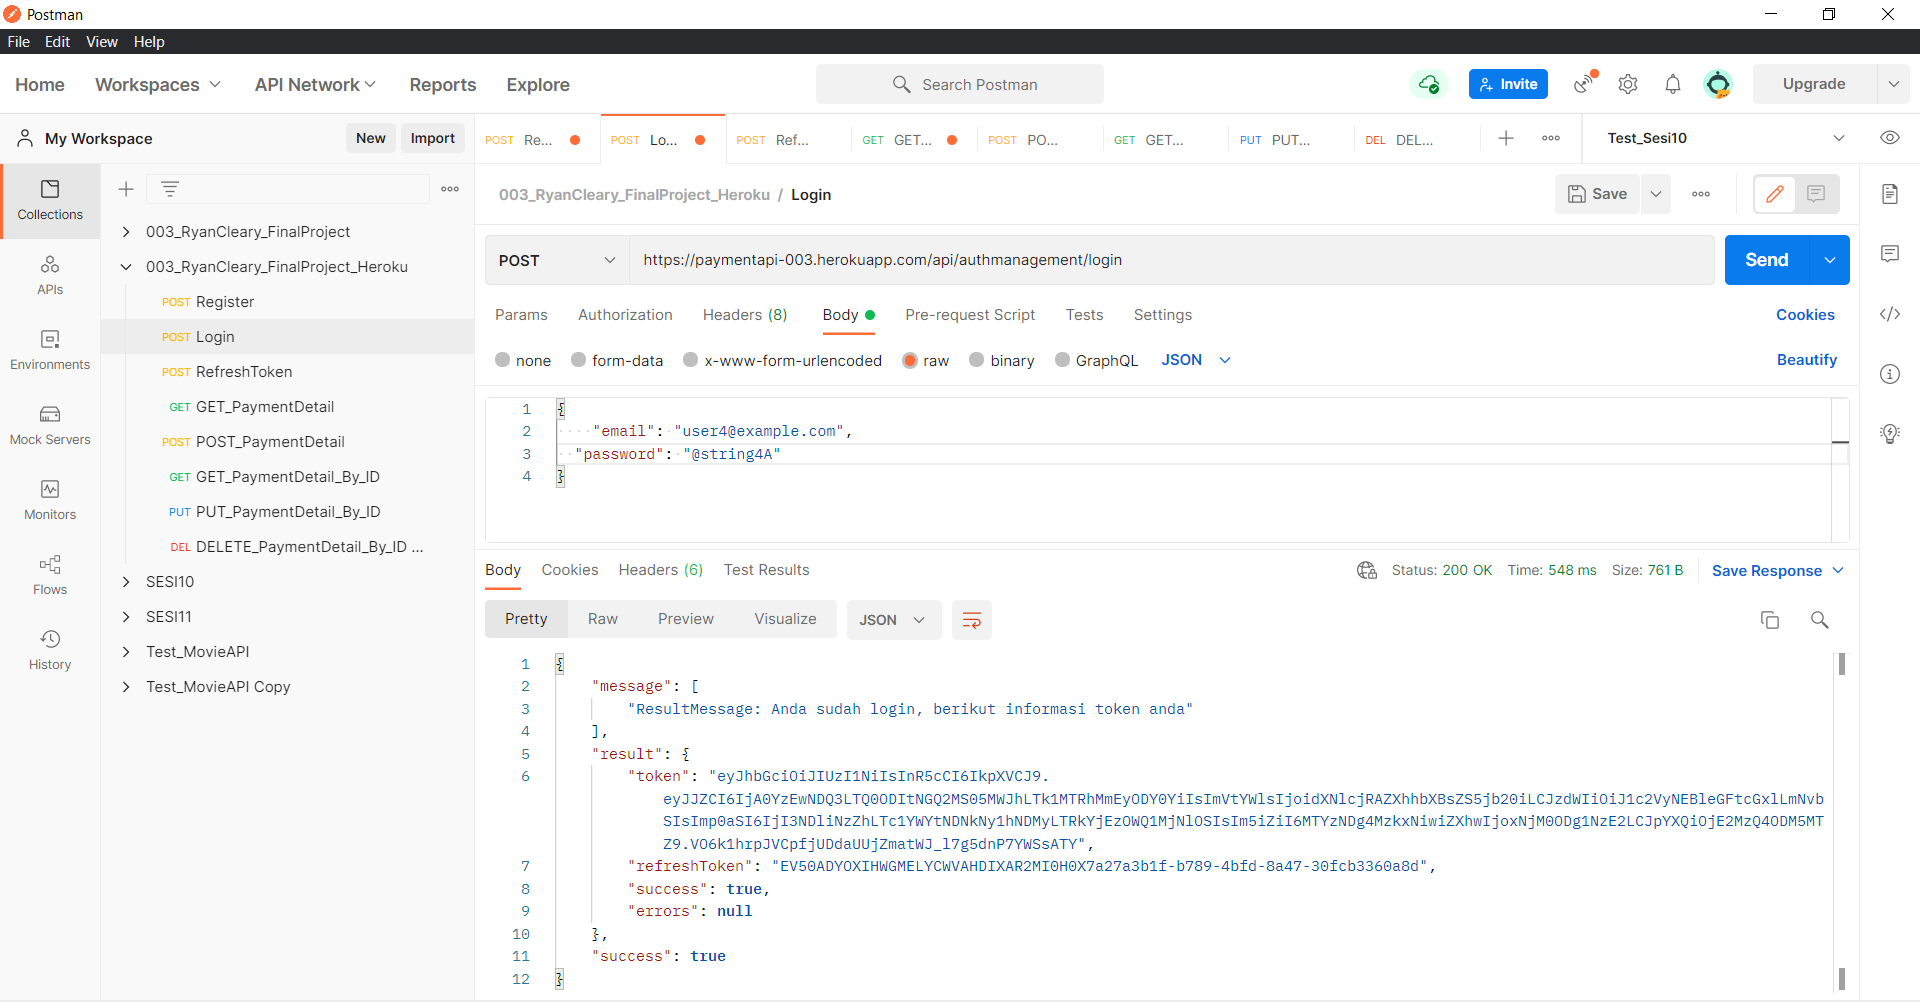 Postman
File Edit View Help
Home Workspaces API Network Reports Explore Search Postman Invite Upgrade
My Workspace New Import
POST Re... POST Lo... POST Ref... GET GET... POST PO... GET GET... PUT PUT... DEL DEL... Test_Sesi10
Collections
APIs
Environments
Mock Servers
Monitors
Flows
History
003_RyanCleary_FinalProject
003_RyanCleary_FinalProject_Heroku
POST Register
POST Login
POST RefreshToken
GET GET_PaymentDetail
POST POST_PaymentDetail
GET GET_PaymentDetail_By_ID
PUT PUT_PaymentDetail_By_ID
DEL DELETE_PaymentDetail_By_ID ...
SESI10
SESI11
Test_MovieAPI
Test_MovieAPI Copy
003_RyanCleary_FinalProject_Heroku / Login Save
POST https://paymentapi-003.herokuapp.com/api/authmanagement/login Send
Params Authorization Headers (8) Body Pre-request Script Tests Settings Cookies
none form-data x-www-form-urlencoded raw binary GraphQL JSON Beautify
1 {
2 "email": "user4@example.com",
3 "password": "@string4A"
4 }
Body Cookies Headers (6) Test Results Status: 200 OK Time: 548 ms Size: 761 B Save Response
Pretty Raw Preview Visualize JSON
1 {
2 "message": [
3 "ResultMessage: Anda sudah login, berikut informasi token anda"
4 ],
5 "result": {
6 "token": "eyJhbGciOiJIUzI1NiIsInR5cCI6IkpXVCJ9.
eyJJZCI6IjA0YzEwNDQ3LTQ0ODItNGQ2MS05MWJhLTk1MTRhMmEyODY0YiIsImVtYWlsIjoidXNlcjRAZXhhbXBsZS5jb20iLCJzdWIiOiJ1c2VyNEBleGFtcGxlLmNvb
SIsImp0aSI6IjI3NDliNzZhLTc1YWYtNDNkNy1hNDMyLTRkYjEzOWQ1MjNlOSIsIm5iZiI6MTYzNDg4MzkxNiwiZXhwIjoxNjM0ODg1NzE2LCJpYXQiOjE2MzQ4ODM5MT
Z9.VO6k1hrpJVCpfjUDdaUUjZmatWJ_l7g5dnP7YWSsATY",
7 "refreshToken": "EV50ADYOXIHWGMELYCWVAHDIXAR2MI0H0X7a27a3b1f-b789-4bfd-8a47-30fcb3360a8d",
8 "success": true,
9 "errors": null
10 },
11 "success": true
12 }